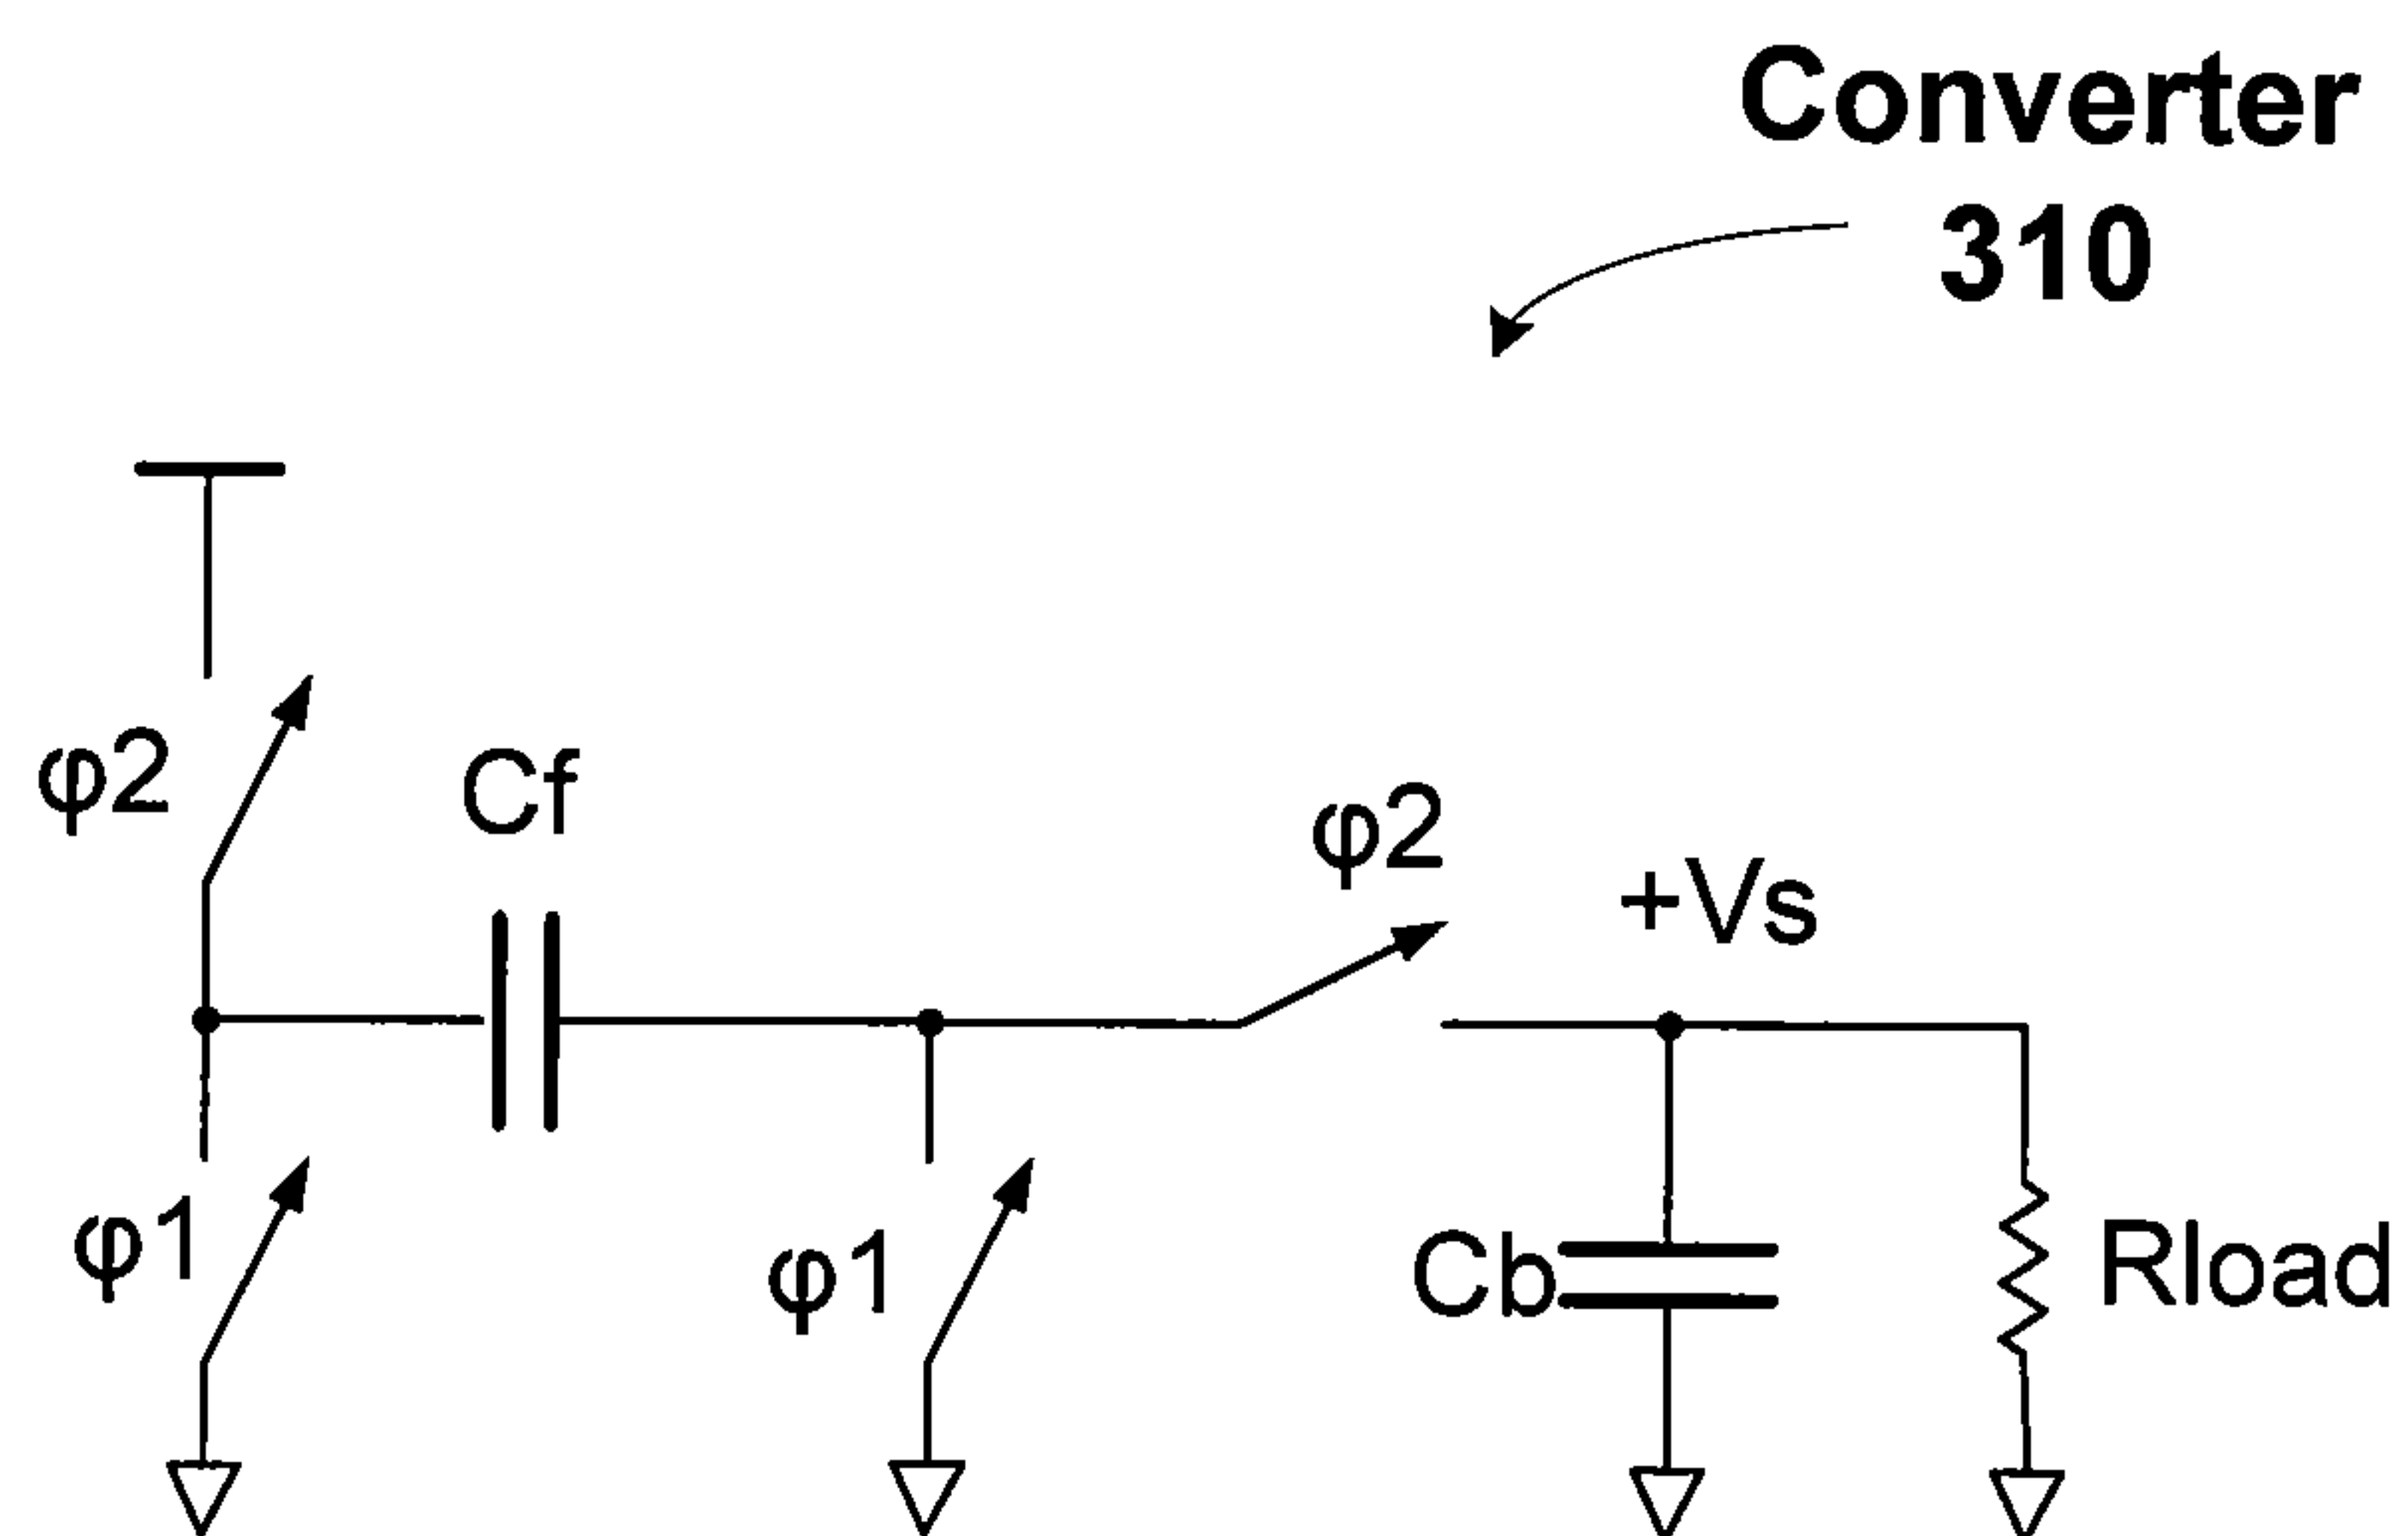 Converter
310
φ2
Cf
φ2
+Vs
φ1
φ1
Cb
Rload